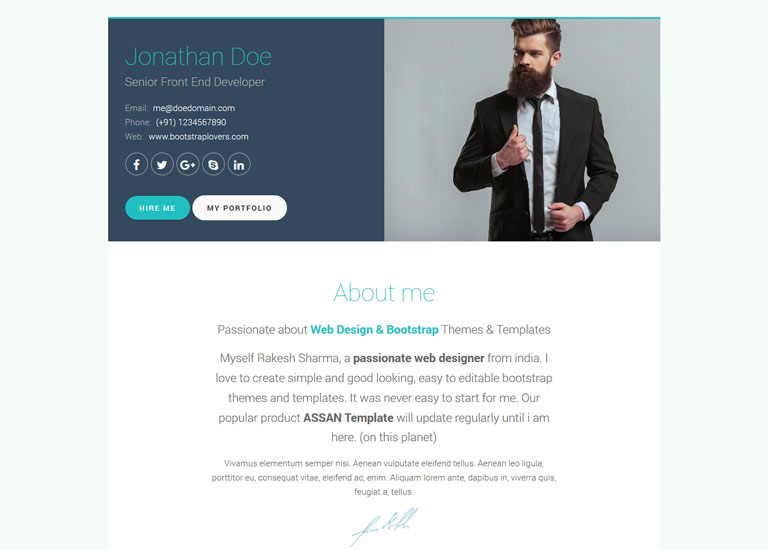 Jonathan Doe
Senior Front End Developer
Email: me@doedomain.com
Phone: (+91) 1234567890
Web: www.bootstraplovers.com
HIRE ME
MY PORTFOLIO
About me
Passionate about Web Design & Bootstrap Themes & Templates
Myself Rakesh Sharma, a passionate web designer from india. I
love to create simple and good looking, easy to editable bootstrap
themes and templates. It was never easy to start for me. Our
popular product ASSAN Template will update regularly until i am
here. (on this planet)
Vivamus elementum semper nisi. Aenean vulputate eleifend tellus. Aenean leo ligula,
porttitor eu, consequat vitae, eleifend ac, enim. Aliquam lorem ante, dapibus in, viverra quis,
feugiat a, tellus.